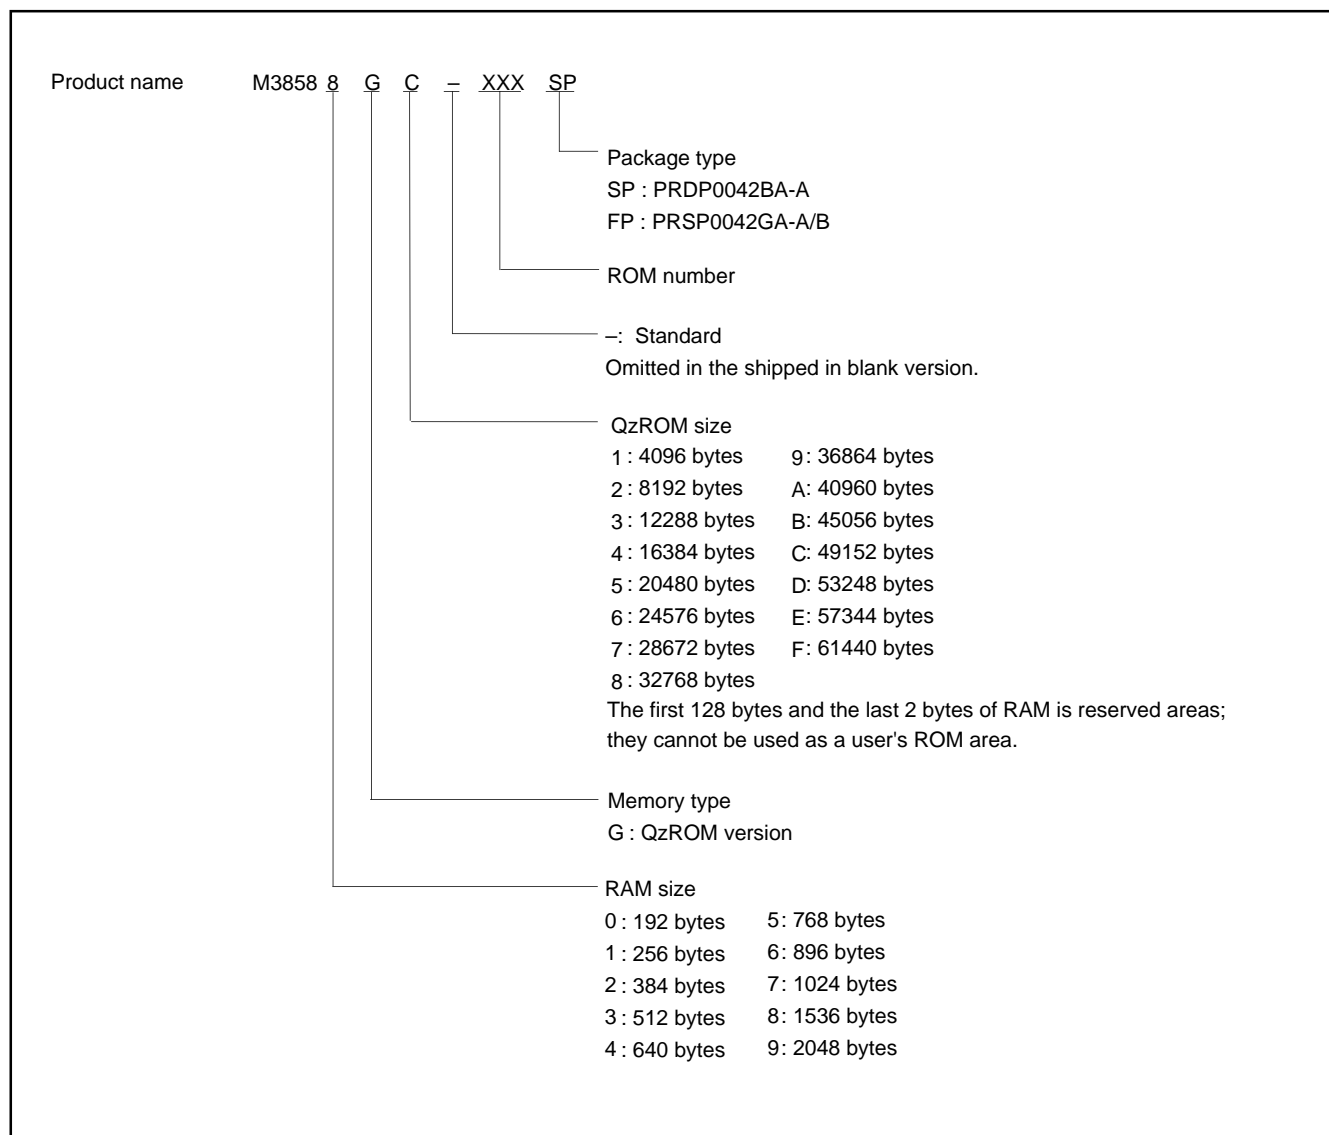 Product name M3858 8 G C – XXX SP
Package type
SP : PRDP0042BA-A
FP : PRSP0042GA-A/B
ROM number
–: Standard
Omitted in the shipped in blank version.
QzROM size
1 : 4096 bytes 9: 36864 bytes
2 : 8192 bytes A: 40960 bytes
3 : 12288 bytes B: 45056 bytes
4 : 16384 bytes C: 49152 bytes
5 : 20480 bytes D: 53248 bytes
6 : 24576 bytes E: 57344 bytes
7 : 28672 bytes F: 61440 bytes
8 : 32768 bytes
The first 128 bytes and the last 2 bytes of RAM is reserved areas;
they cannot be used as a user's ROM area.
Memory type
G : QzROM version
RAM size
0 : 192 bytes 5: 768 bytes
1 : 256 bytes 6: 896 bytes
2 : 384 bytes 7: 1024 bytes
3 : 512 bytes 8: 1536 bytes
4 : 640 bytes 9: 2048 bytes